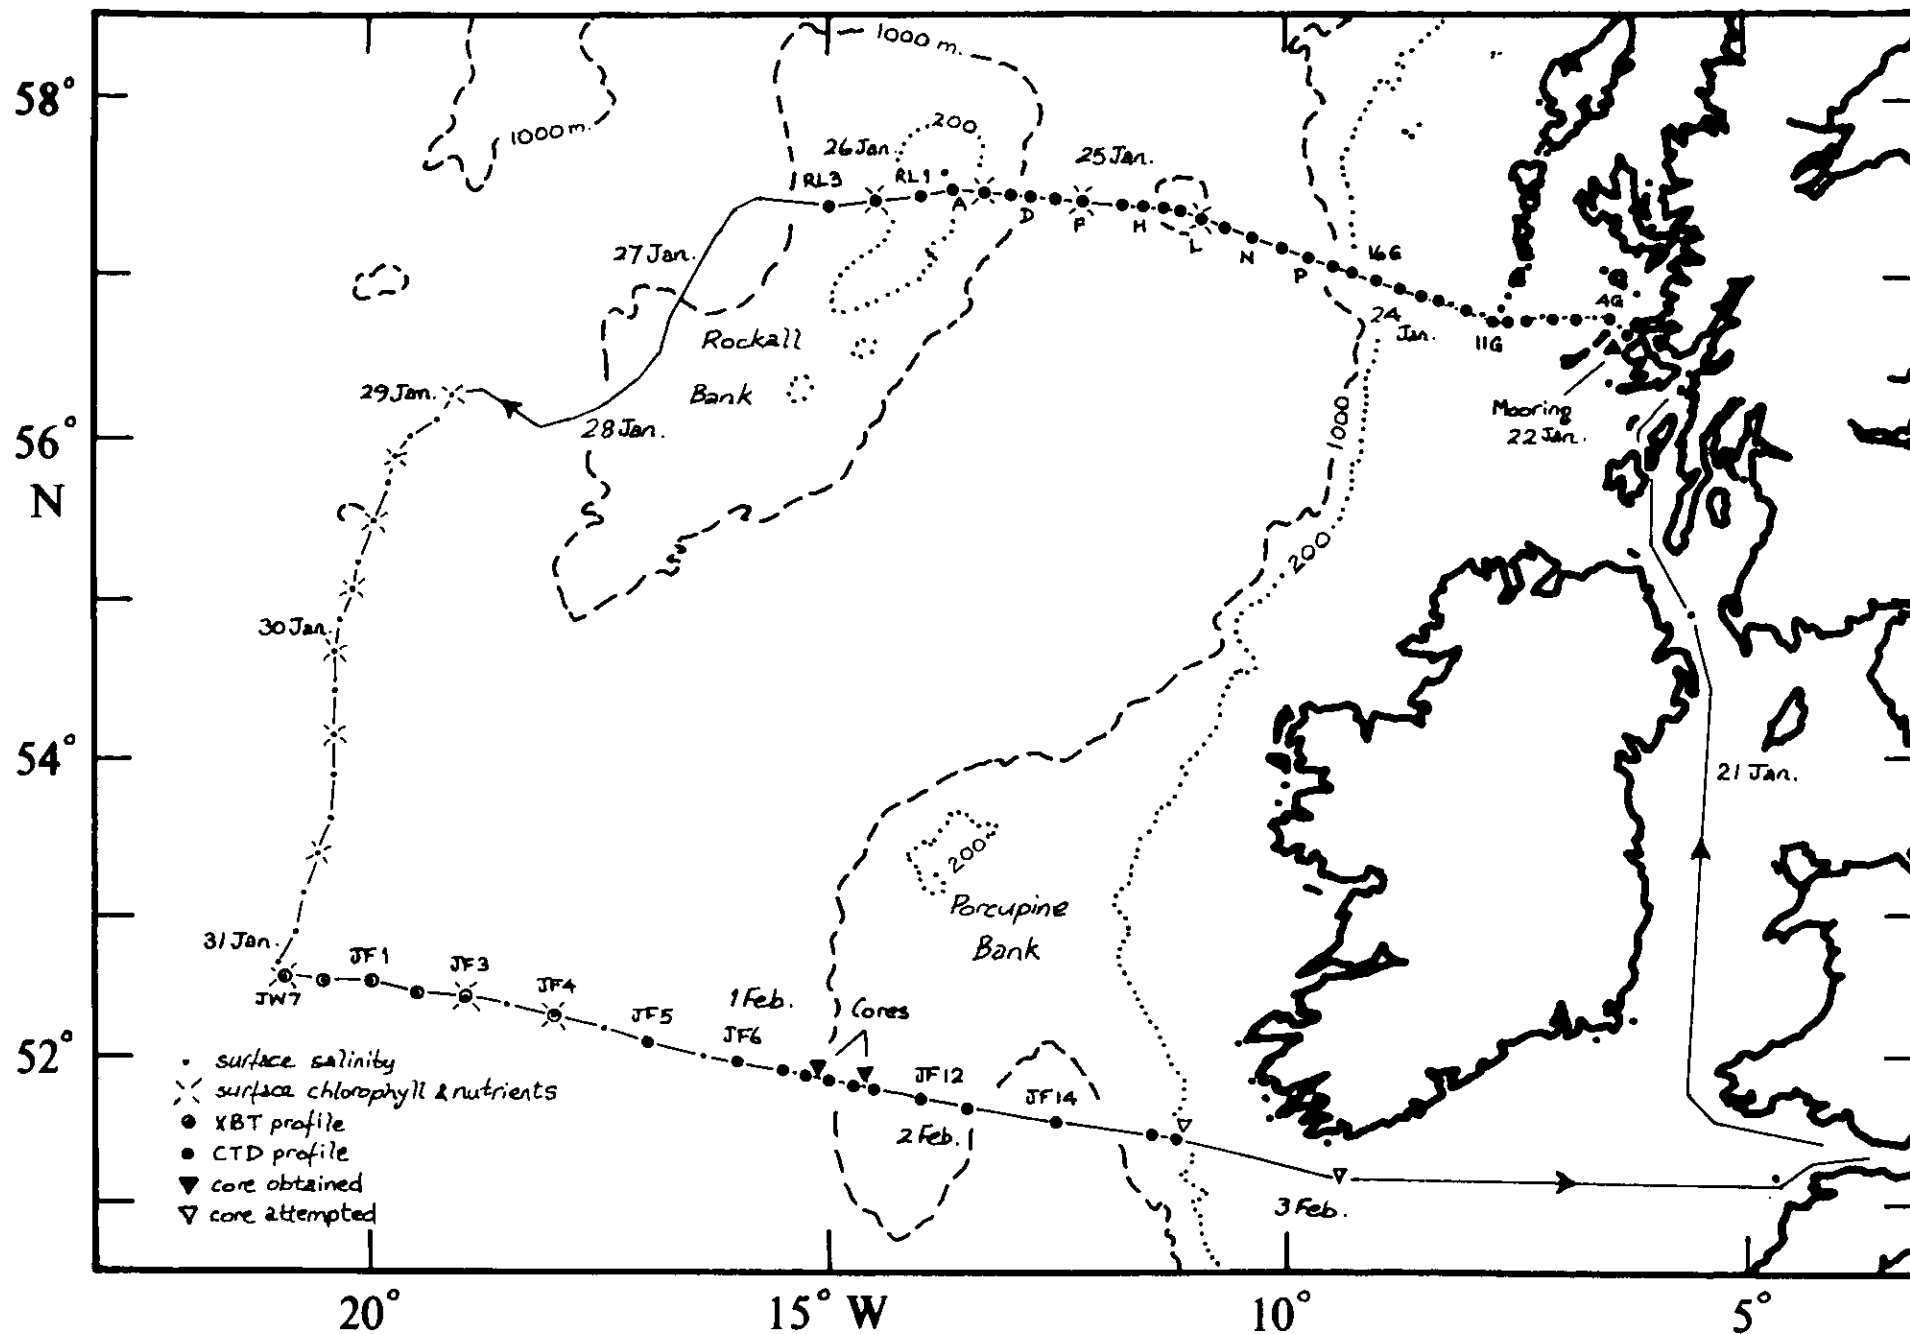 1000 m.
58°
1000 m.
200
26 Jan.
25 Jan.
RL3
RL1
A
D
F
H
L
N
P
16G
27 Jan.
24
Jan.
4G
11G
Rockall
Bank
29 Jan.
28 Jan.
56°
1000
Mooring
22 Jan.
N
200
30 Jan.
54°
21 Jan.
200
Porcupine
Bank
31 Jan.
JF1
JF3
JF4
JW7
1 Feb.
Cores
JF5
JF6
52°
JF12
JF14
2 Feb.
3 Feb.
surface salinity
surface chlorophyll & nutrients
XBT profile
CTD profile
core obtained
core attempted
20°
15° W
10°
5°